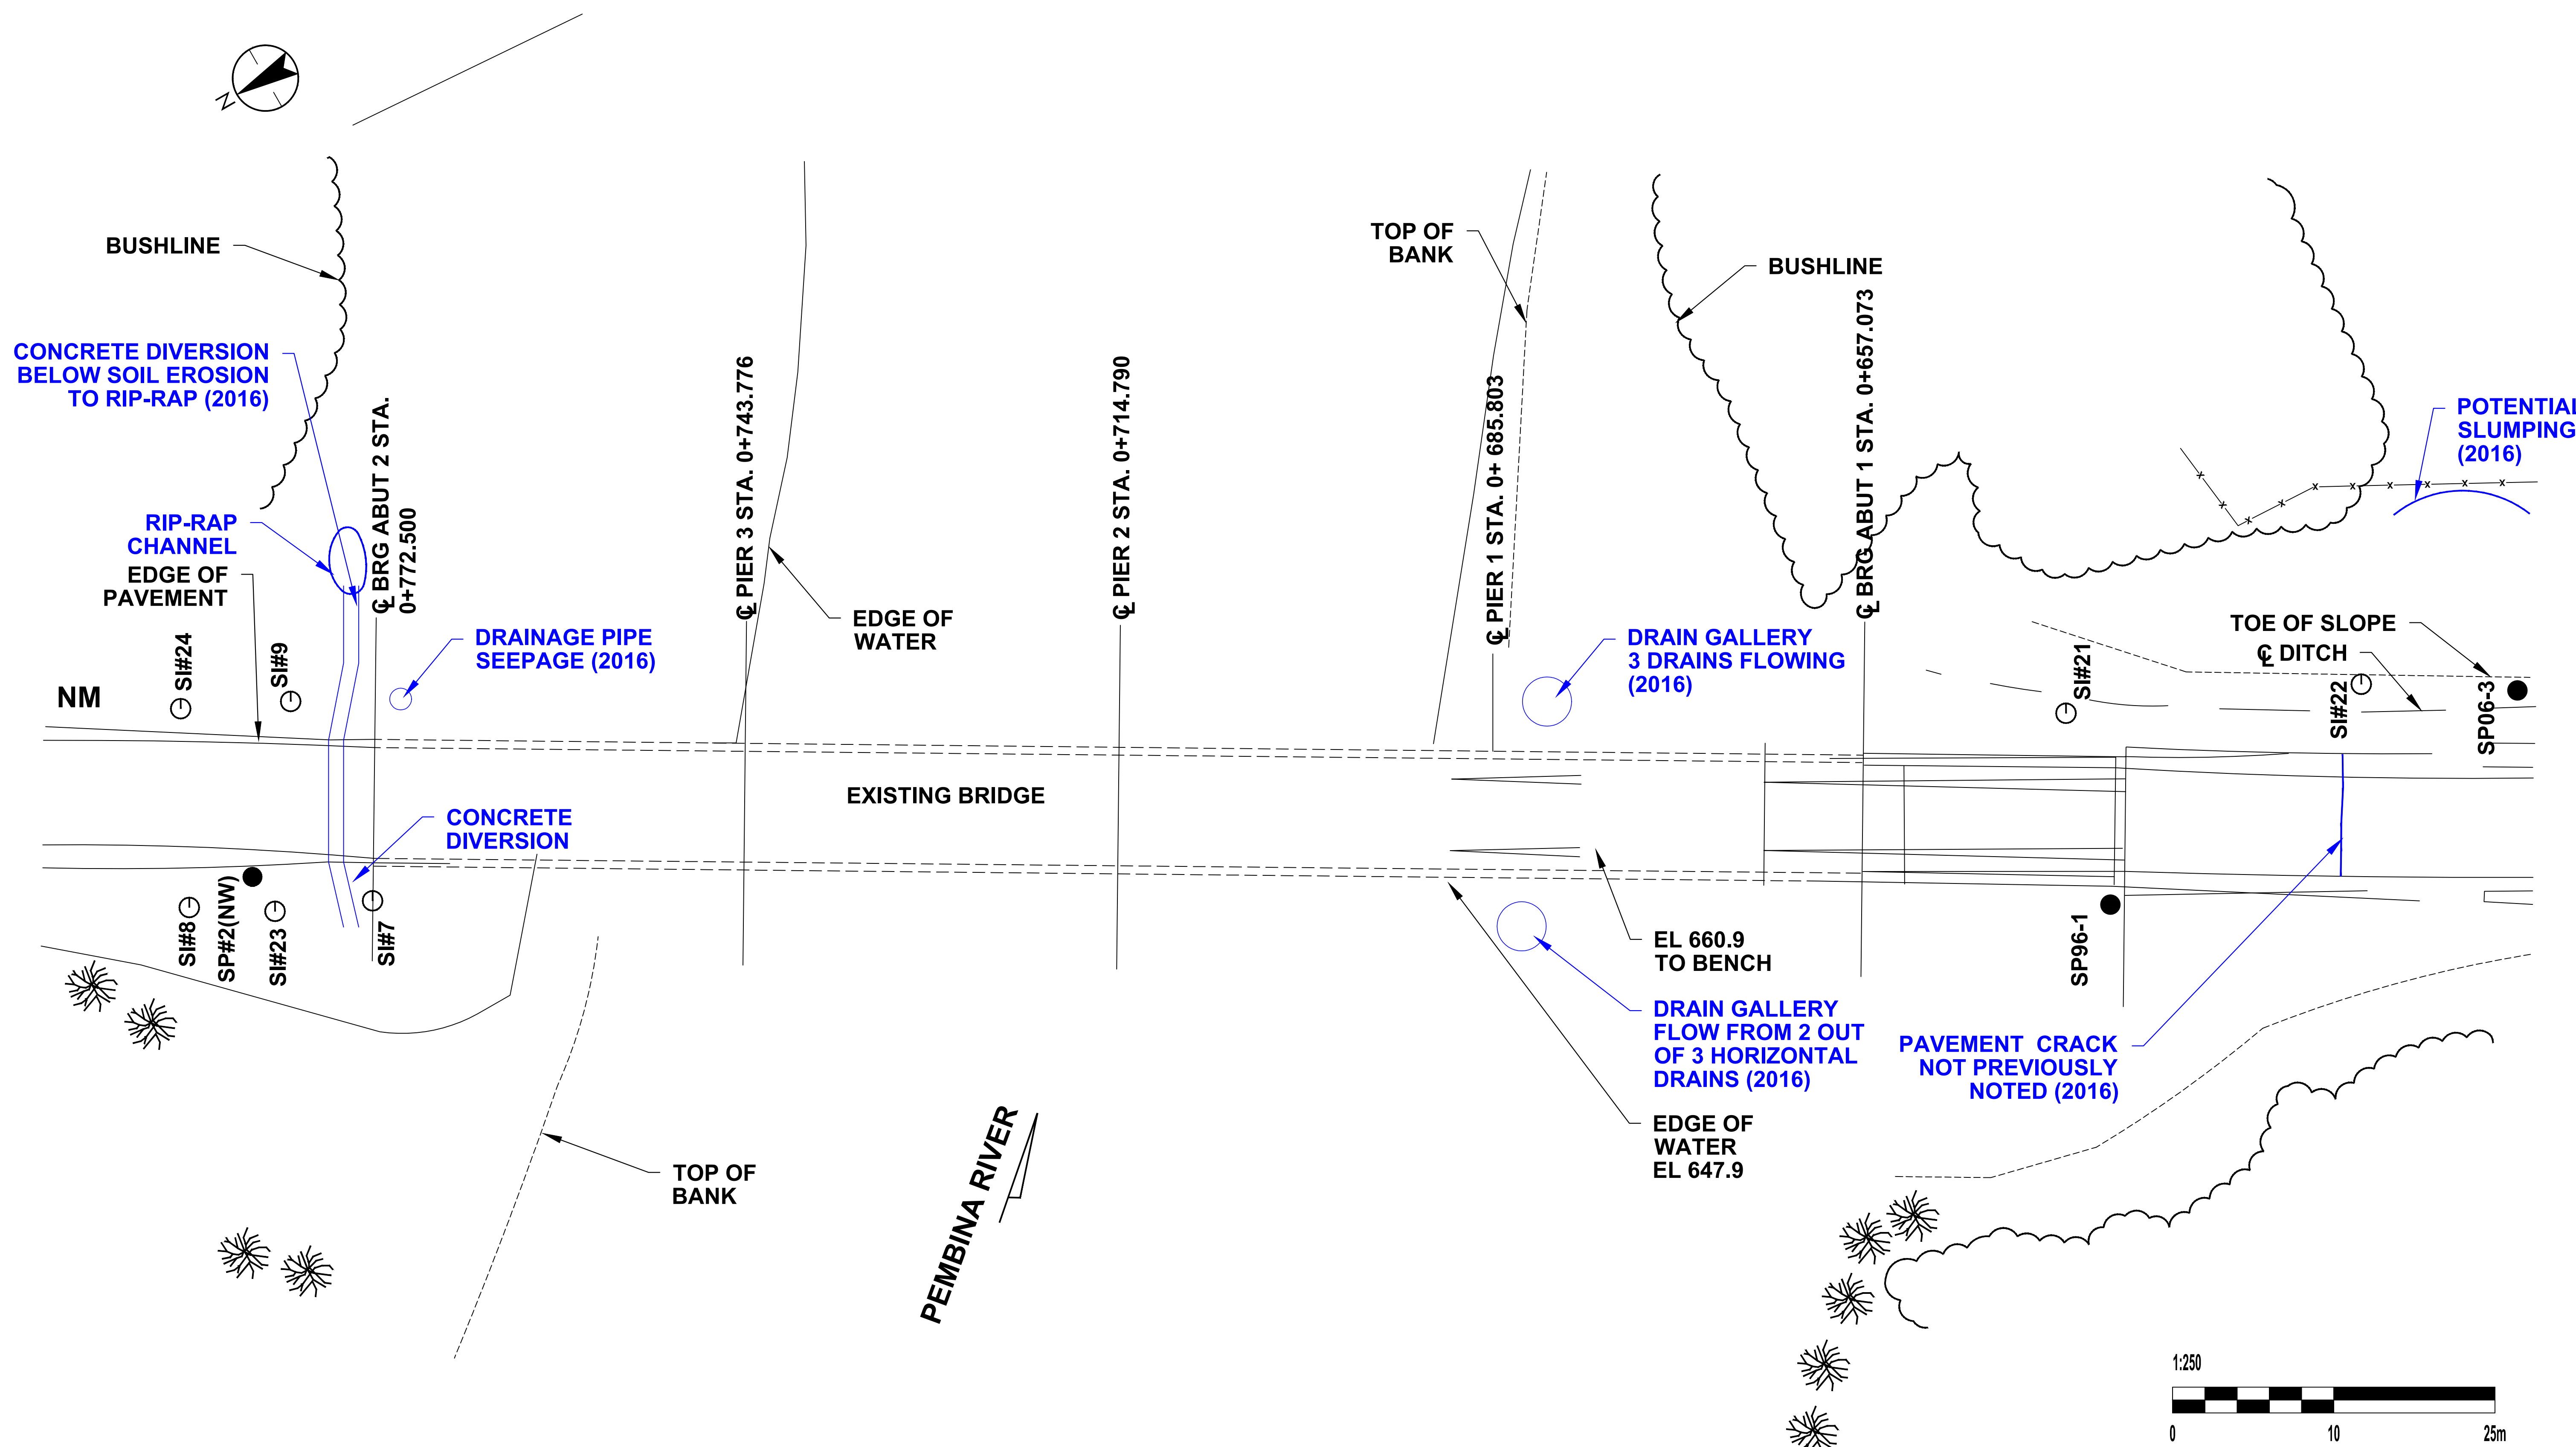 N
BUSHLINE
CONCRETE DIVERSION
BELOW SOIL EROSION
TO RIP-RAP (2016)
RIP-RAP
CHANNEL
EDGE OF
PAVEMENT
SI#24
SI#9
NM
℄ BRG ABUT 2 STA.
0+772.500
DRAINAGE PIPE
SEEPAGE (2016)
℄ PIER 3 STA. 0+743.776
EDGE OF
WATER
℄ PIER 2 STA. 0+714.790
TOP OF
BANK
℄ PIER 1 STA. 0+ 685.803
BUSHLINE
℄ BRG ABUT 1 STA. 0+657.073
DRAIN GALLERY
3 DRAINS FLOWING
(2016)
POTENTIAL
SLUMPING
(2016)
TOE OF SLOPE
℄ DITCH
SI#21
SI#22
SP06-3
x x x x x x x x x
EXISTING BRIDGE
CONCRETE
DIVERSION
SI#8
SP#2(NW)
SI#23
SI#7
EL 660.9
TO BENCH
DRAIN GALLERY
FLOW FROM 2 OUT
OF 3 HORIZONTAL
DRAINS (2016)
EDGE OF
WATER
EL 647.9
SP96-1
PAVEMENT CRACK
NOT PREVIOUSLY
NOTED (2016)
TOP OF
BANK
PEMBINA RIVER
1:250
0 10 25m